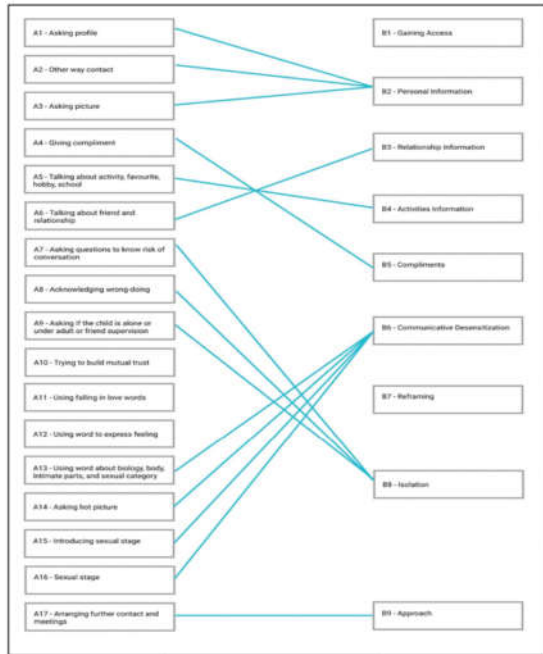 A1 - Asking profile
A2 - Other way contact
A3 - Asking picture
A4 - Giving compliment
A5 - Talking about activity, favourite,
hobby, school
A6 - Talking about friend and
relationship
A7 - Asking questions to know risk of
conversation
A8 - Acknowledging wrong-doing
A9 - Asking if the child is alone or
under adult or friend supervision
A10 - Trying to build mutual trust
A11 - Using falling in love words
A12 - Using word to express feeling
A13 - Using word about biology, body,
intimate parts, and sexual category
A14 - Asking hot picture
A15 - Introducing sexual stage
A16 - Sexual stage
A17 - Arranging further contact and
meetings
B1 - Gaining Access
B2 - Personal Information
B3 - Relationship Information
B4 - Activities Information
B5 - Compliments
B6 - Communicative Desensitization
B7 - Reframing
B8 - Isolation
B9 - Approach